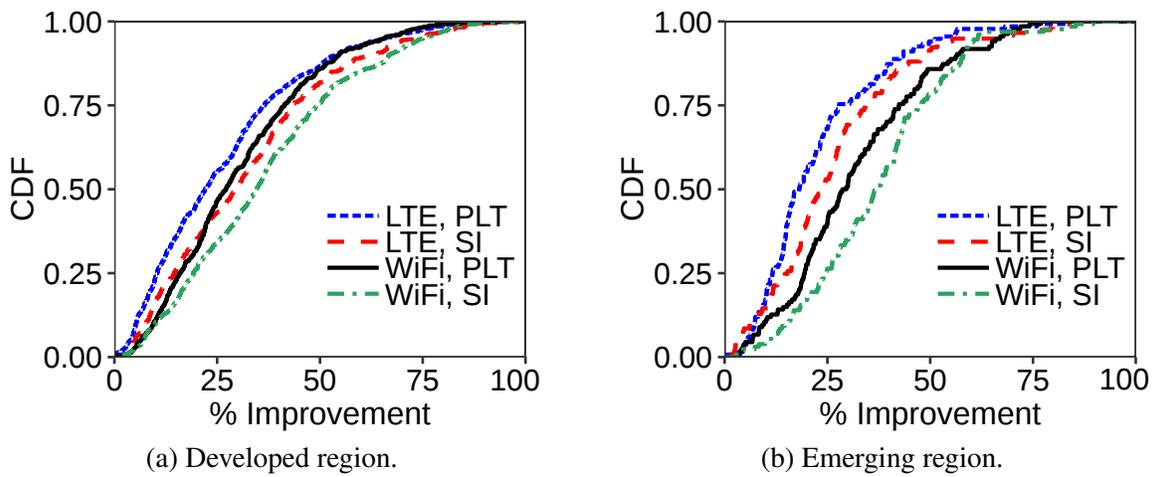 CDF
1.00
0.75
0.50
0.25
0.00
LTE, PLT
LTE, SI
WiFi, PLT
WiFi, SI
0 25 50 75 100
% Improvement
(a) Developed region.
CDF
1.00
0.75
0.50
0.25
0.00
LTE, PLT
LTE, SI
WiFi, PLT
WiFi, SI
0 25 50 75 100
% Improvement
(b) Emerging region.